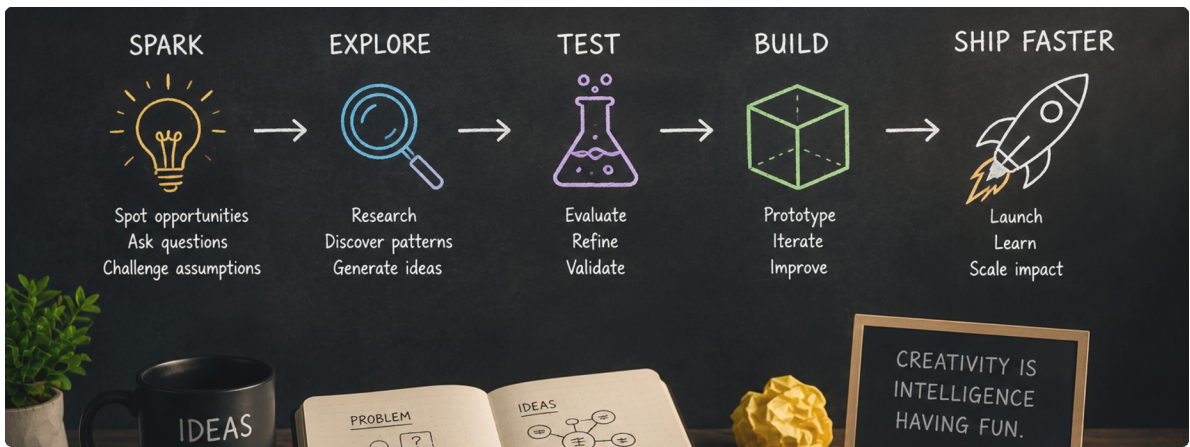 SPARK
EXPLORE
TEST
BUILD
SHIP FASTER
Spot opportunities
Ask questions
Challenge assumptions
Research
Discover patterns
Generate ideas
Evaluate
Refine
Validate
Prototype
Iterate
Improve
Launch
Learn
Scale impact
IDEAS
PROBLEM
?
IDEAS
CREATIVITY IS
INTELLIGENCE
HAVING FUN.